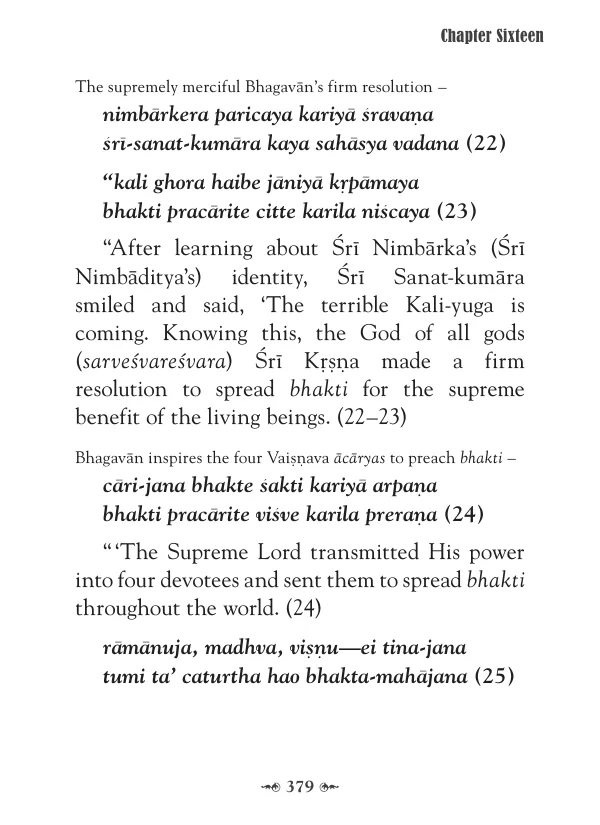 Chapter Sixteen
The supremely merciful Bhagavān’s firm resolution –
nimbārkera paricaya kariyā śravaṇa
śrī-sanat-kumāra kaya sahāsya vadana (22)
“kali ghora haibe jāniyā kṛpāmaya
bhakti pracārite citte karila niścaya (23)
“After learning about Śrī Nimbārka’s (Śrī
Nimbāditya’s) identity, Śrī Sanat-kumāra
smiled and said, ‘The terrible Kali-yuga is
coming. Knowing this, the God of all gods
(sarveśvareśvara) Śrī Kṛṣṇa made a firm
resolution to spread bhakti for the supreme
benefit of the living beings. (22–23)
Bhagavān inspires the four Vaiṣṇava ācāryas to preach bhakti –
cāri-jana bhakte śakti kariyā arpaṇa
bhakti pracārite viśve karila preraṇa (24)
“ ‘The Supreme Lord transmitted His power
into four devotees and sent them to spread bhakti
throughout the world. (24)
rāmānuja, madhva, viṣṇu—ei tina-jana
tumi ta’ caturtha hao bhakta-mahājana (25)
379